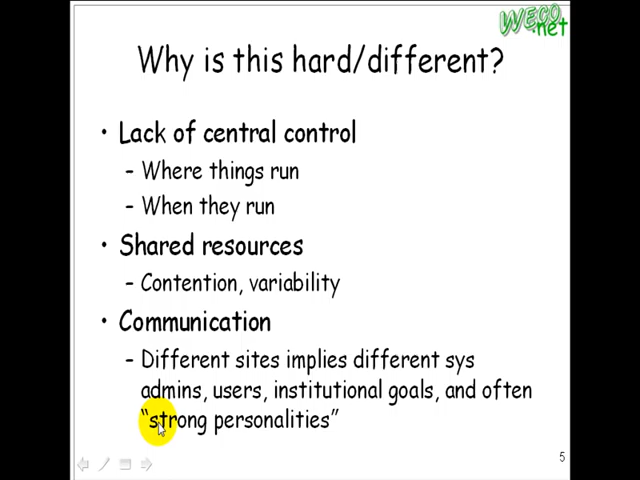 WECO
.net
Why is this hard/different?
• Lack of central control
– Where things run
– When they run
• Shared resources
– Contention, variability
• Communication
– Different sites implies different sys
admins, users, institutional goals, and often
“strong personalities”
5